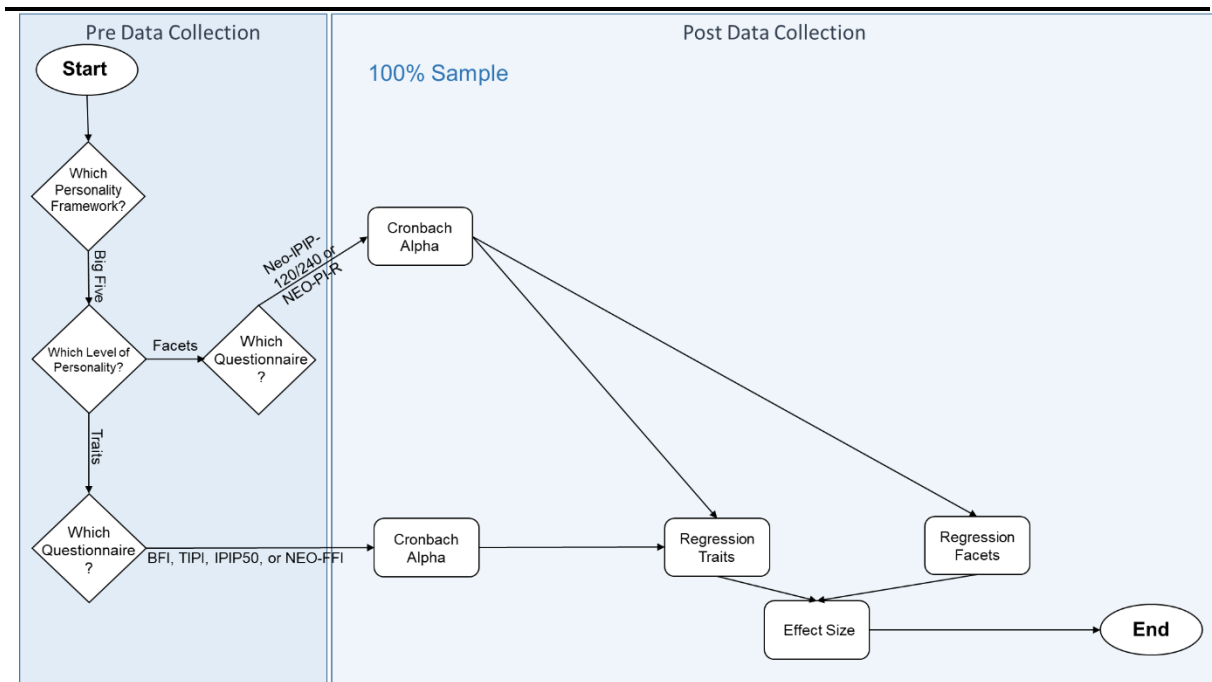 Pre Data Collection
Post Data Collection
Start
100% Sample
Which
Personality
Framework?
Big Five
Cronbach
Alpha
Neo-IPIP-
120/240 or
NEO-PI-R
Which Level of
Personality?
Facets
Which
Questionnaire
?
Traits
Which
Questionnaire
?
BFI, TIPI, IPIP50, or NEO-FFI
Cronbach
Alpha
Regression
Traits
Regression
Facets
Effect Size
End